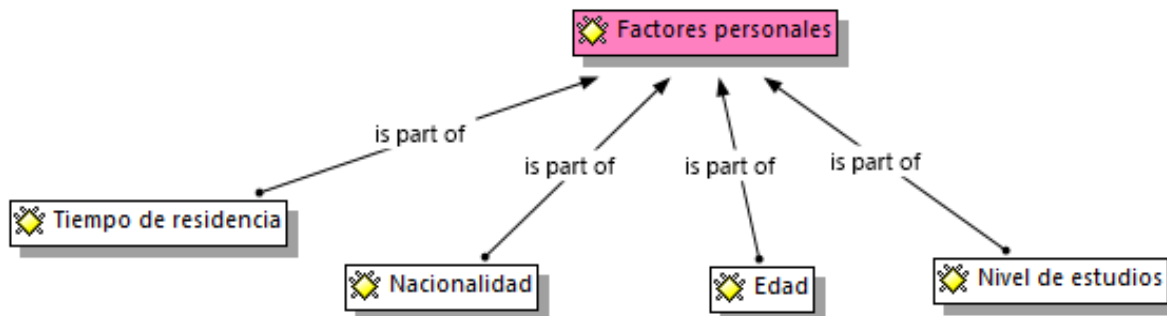 Factores personales
is part of
is part of
is part of
is part of
Tiempo de residencia
Nacionalidad
Edad
Nivel de estudios